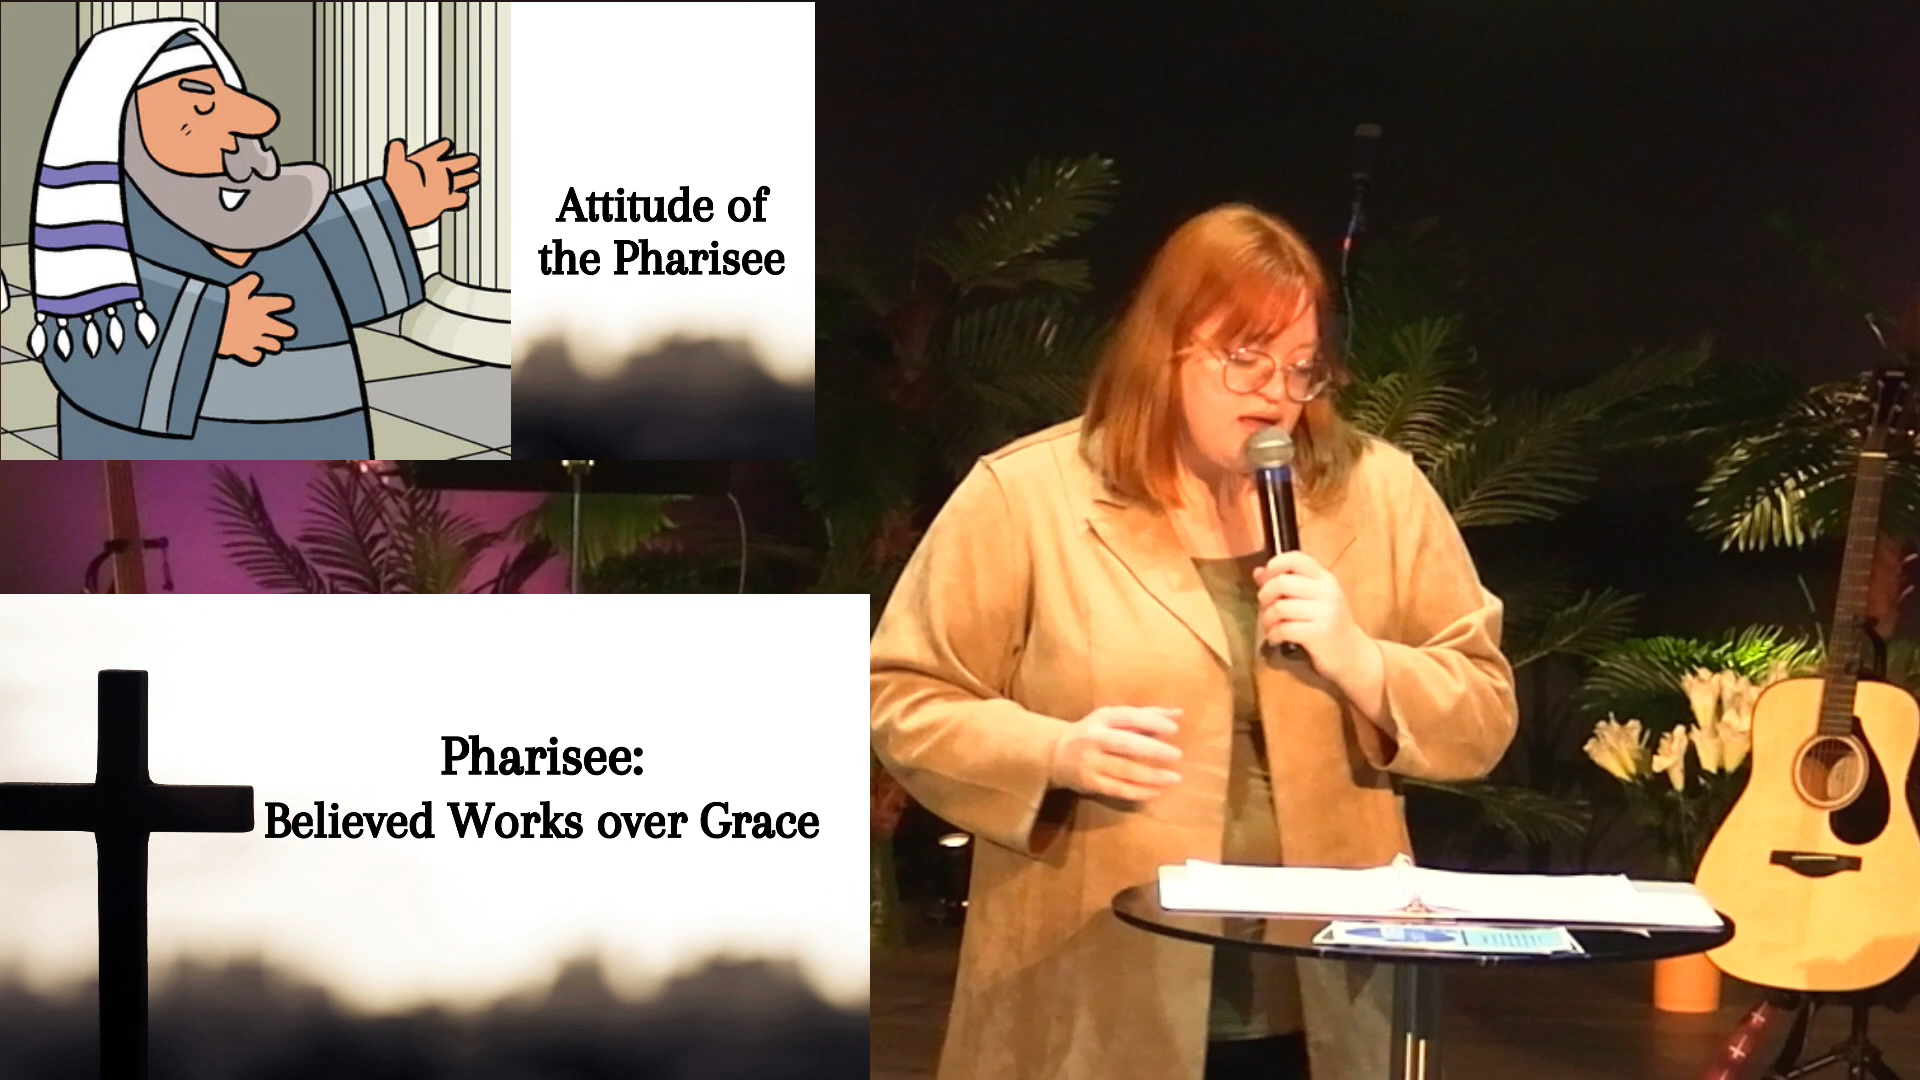 Attitude of
the Pharisee
Pharisee:
Believed Works over Grace